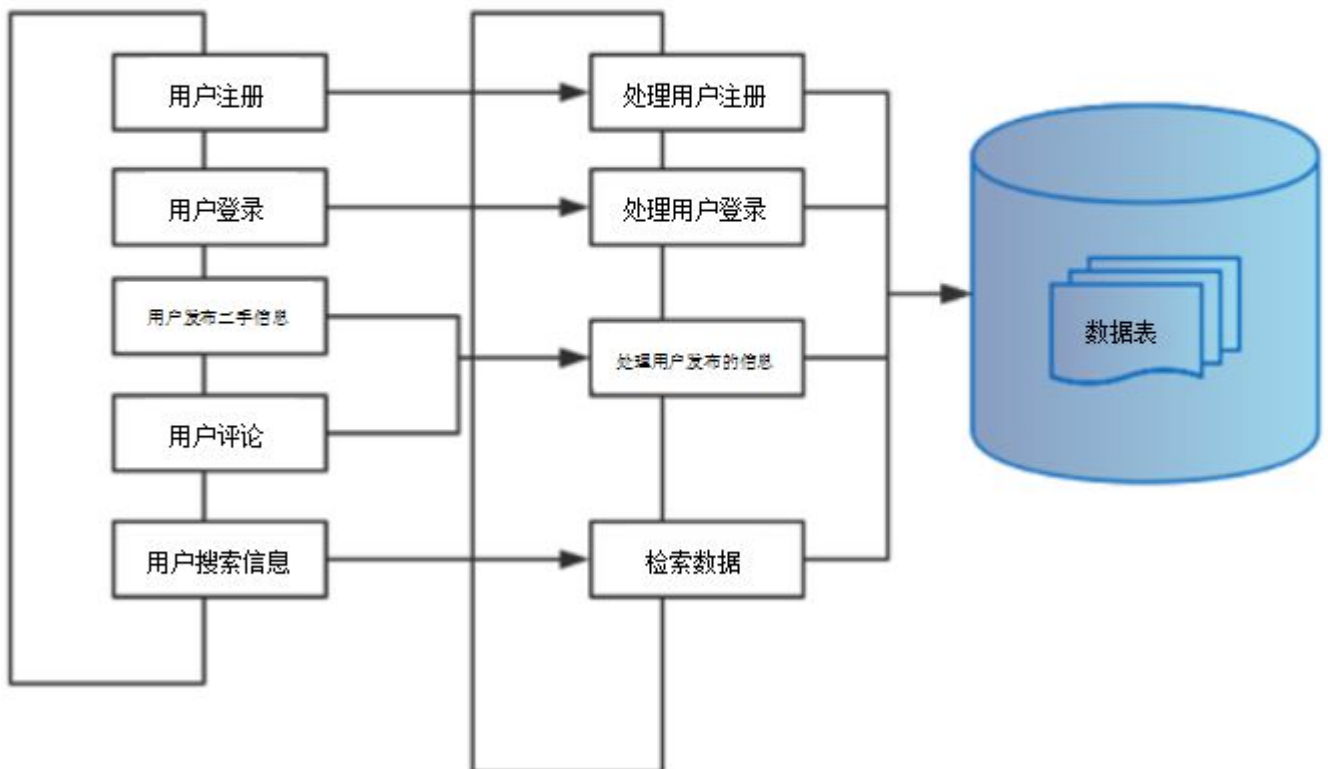 用户注册
用户登录
用户发布二手信息
用户评论
用户搜索信息
处理用户注册
处理用户登录
处理用户发布的信息
检索数据
数据表